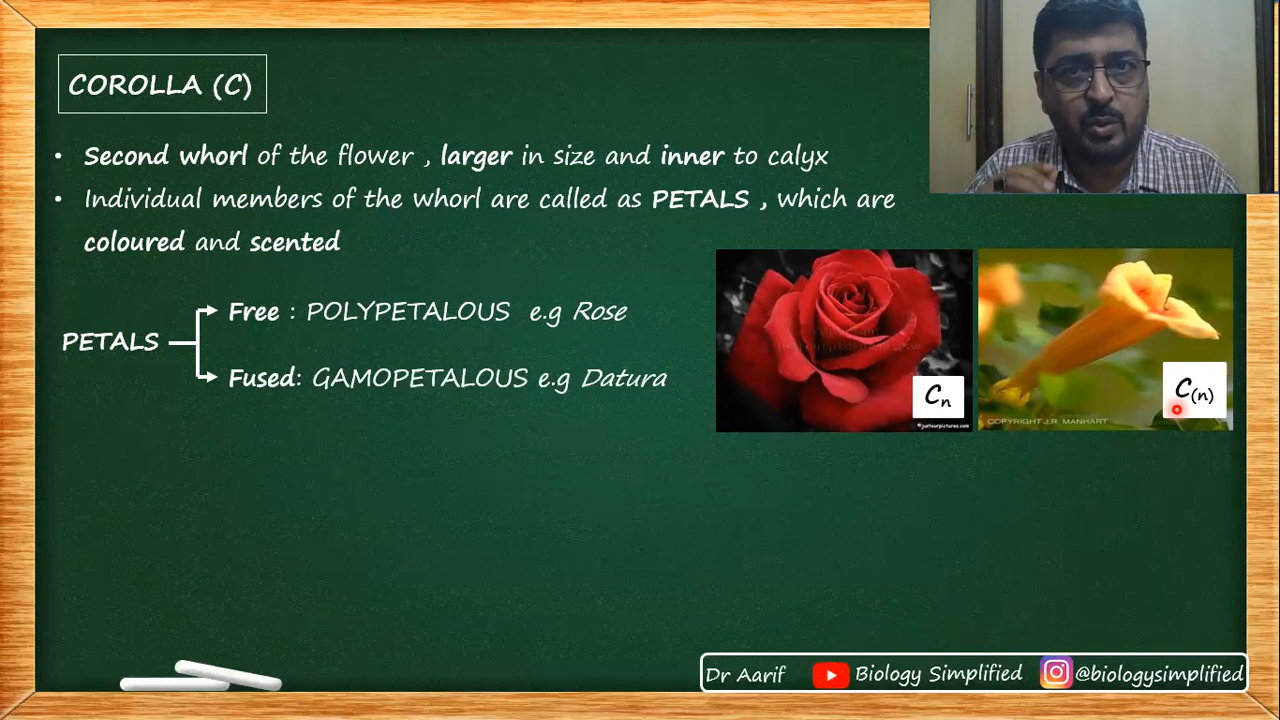 COROLLA (C)
• Second whorl of the flower , larger in size and inner to calyx
• Individual members of the whorl are called as PETALS , which are
coloured and scented
PETALS
Free : POLYPETALOUS e.g Rose
Fused: GAMOPETALOUS e.g Datura
Cn
C(n)
COPYRIGHT J.R. MANHART
Dr Aarif
Biology Simplified
@biologysimplified